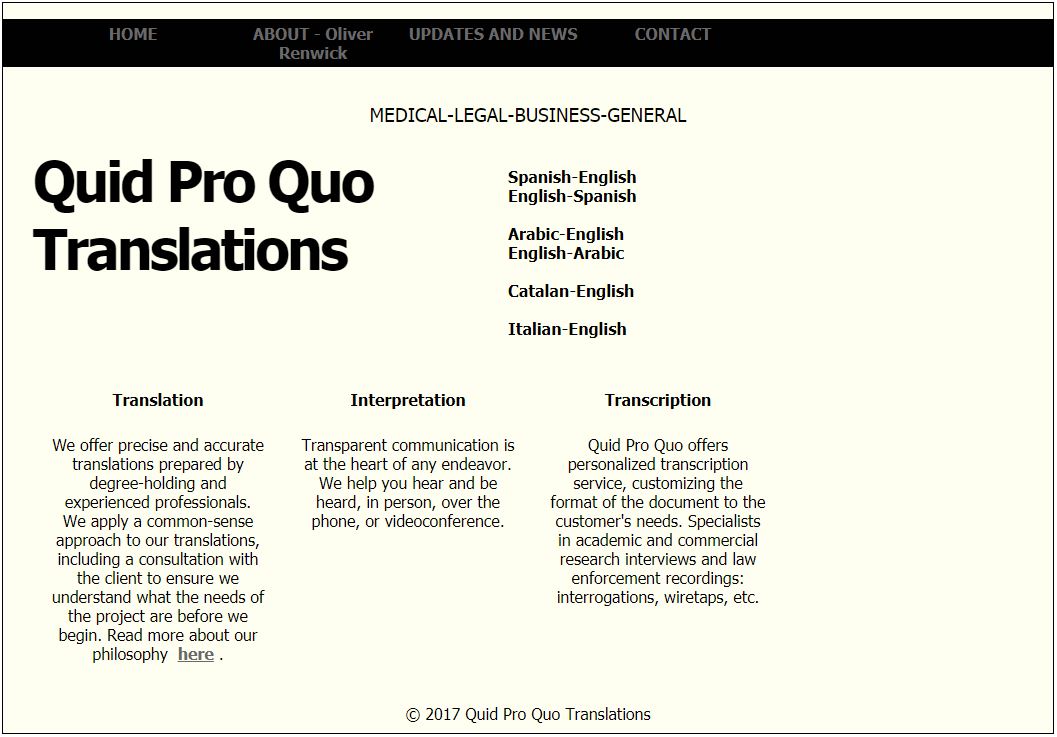 HOME
ABOUT - Oliver
Renwick
UPDATES AND NEWS
CONTACT
MEDICAL-LEGAL-BUSINESS-GENERAL
Quid Pro Quo
Translations
Spanish-English
English-Spanish
Arabic-English
English-Arabic
Catalan-English
Italian-English
Translation
We offer precise and accurate
translations prepared by
degree-holding and
experienced professionals.
We apply a common-sense
approach to our translations,
including a consultation with
the client to ensure we
understand what the needs of
the project are before we
begin. Read more about our
philosophy here .
Interpretation
Transparent communication is
at the heart of any endeavor.
We help you hear and be
heard, in person, over the
phone, or videoconference.
Transcription
Quid Pro Quo offers
personalized transcription
service, customizing the
format of the document to the
customer's needs. Specialists
in academic and commercial
research interviews and law
enforcement recordings:
interrogations, wiretaps, etc.
© 2017 Quid Pro Quo Translations